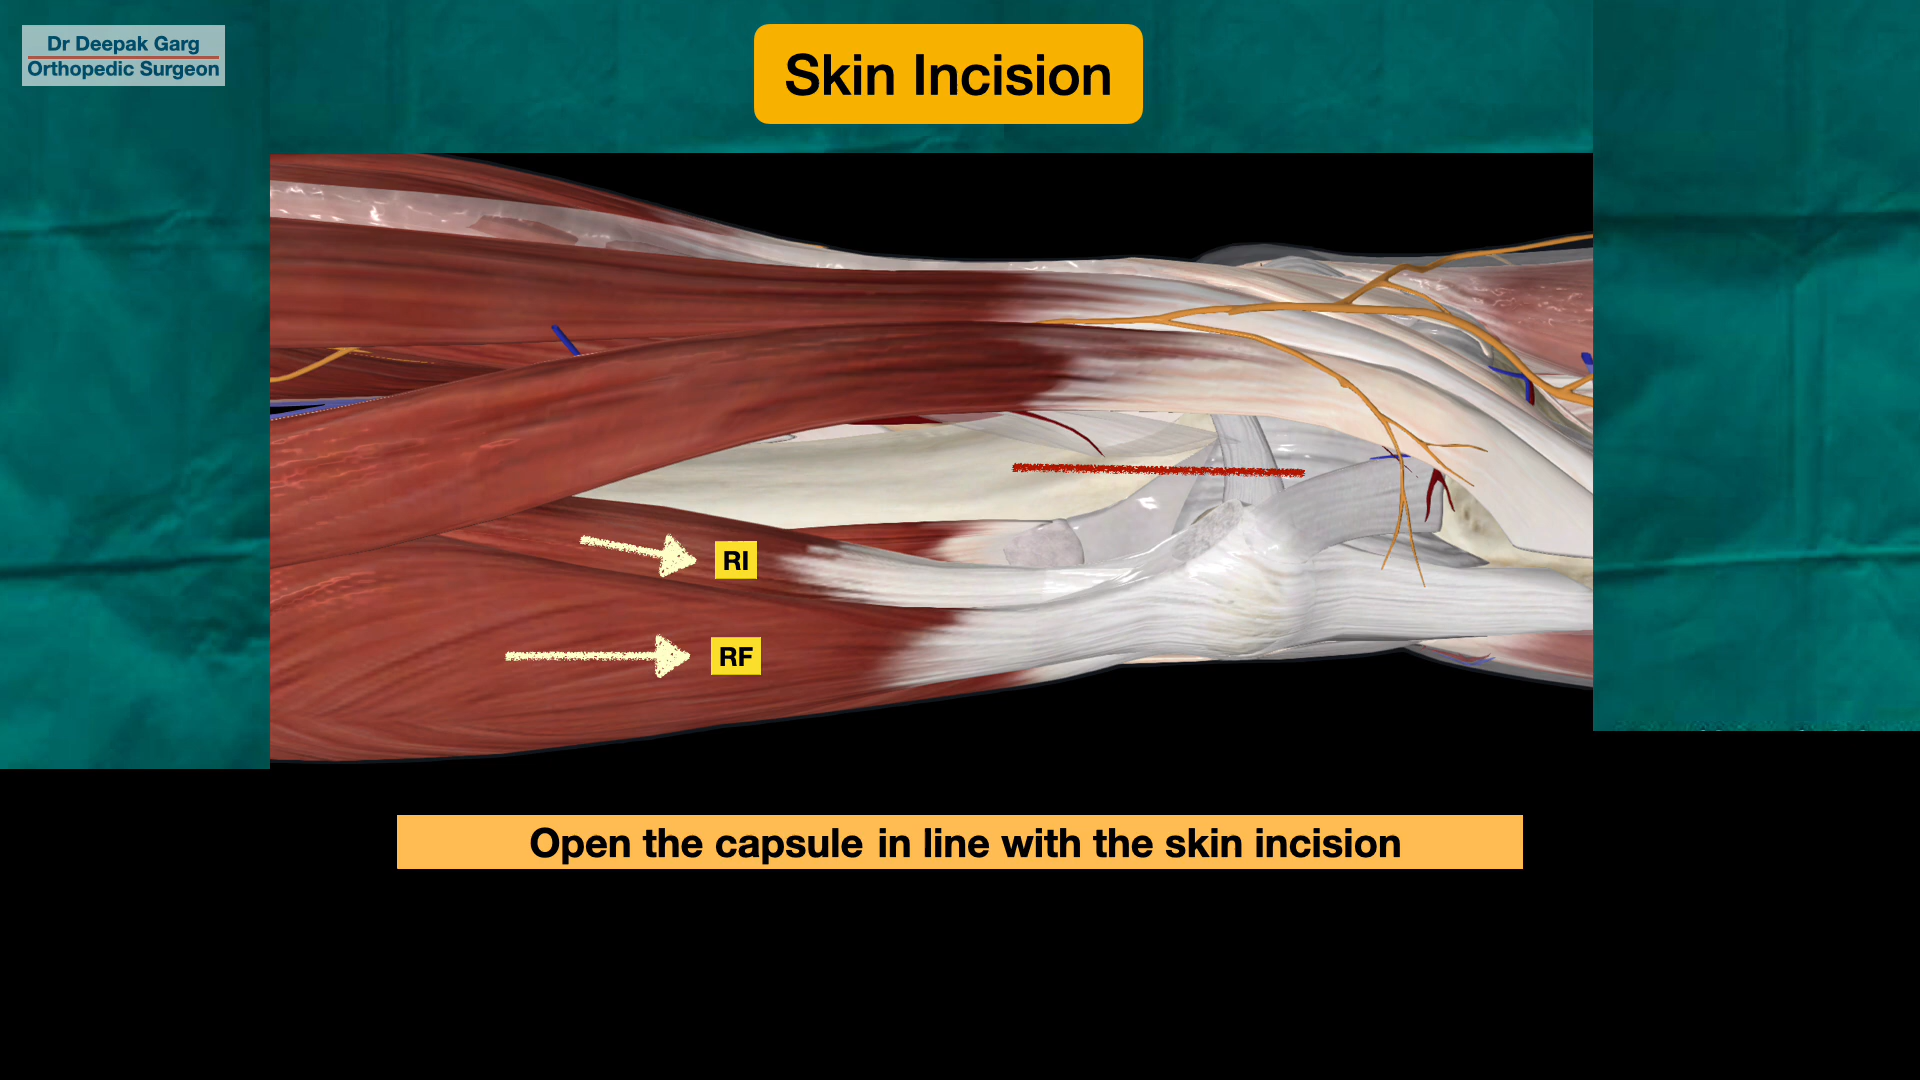 Dr Deepak Garg
Orthopedic Surgeon
Skin Incision
RI
RF
Open the capsule in line with the skin incision